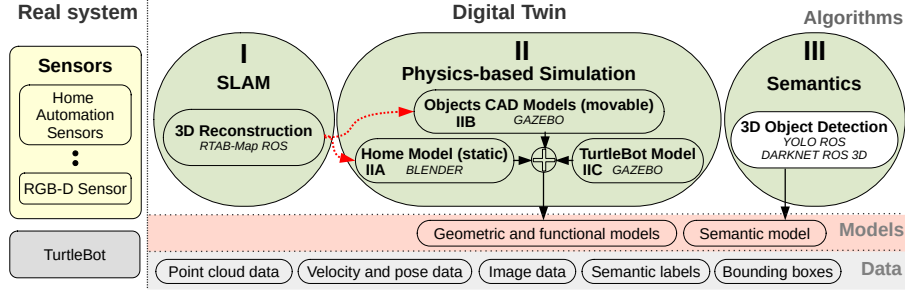 Real system
Digital Twin
Algorithms
Sensors
Home
Automation
Sensors
RGB-D Sensor
TurtleBot
I
SLAM
3D Reconstruction
RTAB-Map ROS
II
Physics-based Simulation
Objects CAD Models (movable)
IIB GAZEBO
Home Model (static)
IIA BLENDER
TurtleBot Model
IIC GAZEBO
III
Semantics
3D Object Detection
YOLO ROS
DARKNET ROS 3D
Geometric and functional models
Semantic model
Models
Point cloud data
Velocity and pose data
Image data
Semantic labels
Bounding boxes
Data